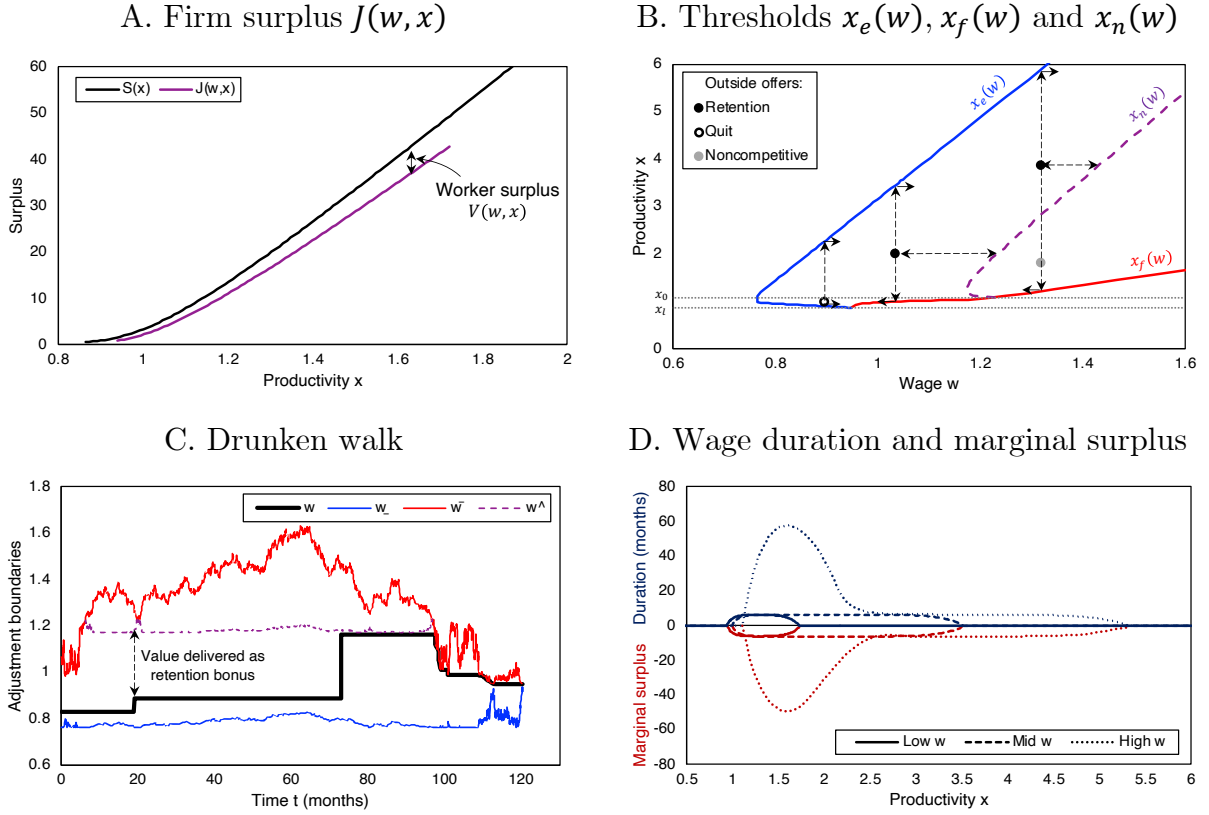 A. Firm surplus J(w, x)
60
50
40
30
20
10
0
Surplus
S(x)
J(w,x)
Worker surplus
V(w, x)
0.8
1
1.2
1.4
1.6
1.8
2
Productivity x
B. Thresholds x_e(w), x_f(w) and x_n(w)
6
5
4
3
2
1
0
x_0
x_l
Productivity x
Outside offers:
Retention
Quit
Noncompetitive
x_e(w)
x_n(w)
x_f(w)
0.6
0.8
1
1.2
1.4
1.6
Wage w
C. Drunken walk
1.8
1.6
1.4
1.2
1
0.8
0.6
Adjustment boundaries
w
w_
w¯
w^
Value delivered as
retention bonus
0
20
40
60
80
100
120
Time t (months)
D. Wage duration and marginal surplus
80
60
40
20
0
-20
-40
-60
-80
Duration (months)
Marginal surplus
Low w
Mid w
High w
0.5
1
1.5
2
2.5
3
3.5
4
4.5
5
5.5
6
Productivity x